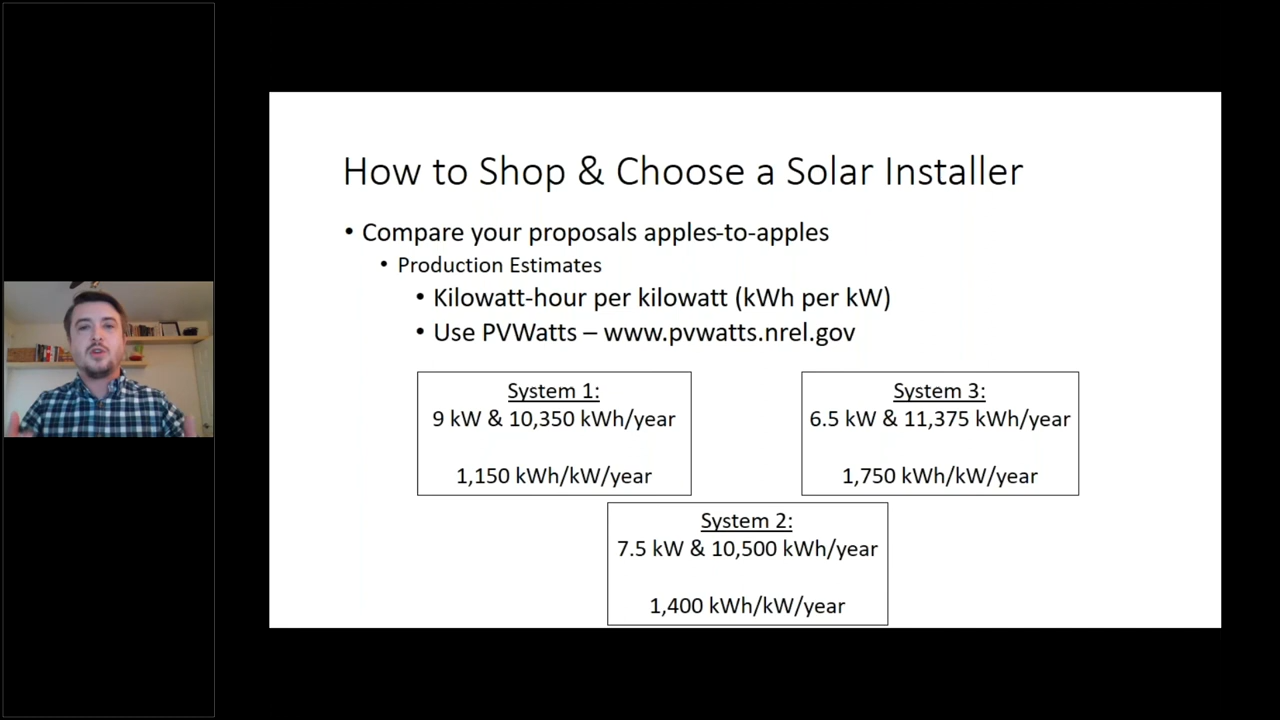 How to Shop & Choose a Solar Installer
• Compare your proposals apples-to-apples
• Production Estimates
• Kilowatt-hour per kilowatt (kWh per kW)
• Use PVWatts – www.pvwatts.nrel.gov
System 1:
9 kW & 10,350 kWh/year
1,150 kWh/kW/year
System 3:
6.5 kW & 11,375 kWh/year
1,750 kWh/kW/year
System 2:
7.5 kW & 10,500 kWh/year
1,400 kWh/kW/year